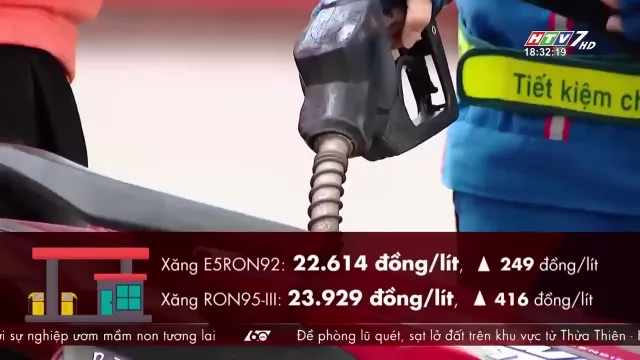 HTV7 HD
18:32:19
Tiết kiệm ch
Xăng E5RON92: 22.614 đồng/lít, ▲ 249 đồng/lít
Xăng RON95-III: 23.929 đồng/lít, ▲ 416 đồng/lít
ới sự nghiệp ươm mầm non tương lai
60 Đề phòng lũ quét, sạt lở đất trên khu vực từ Thừa Thiên - H